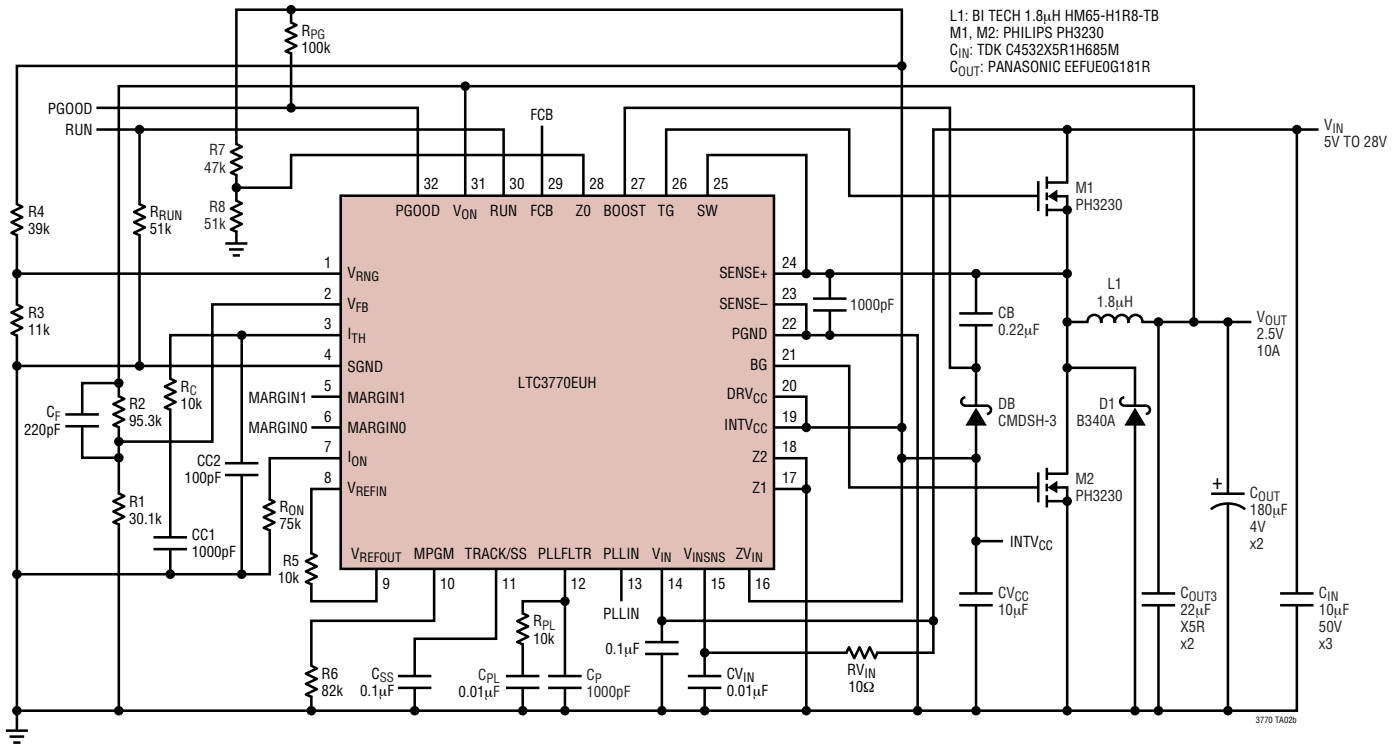 L1: BI TECH 1.8µH HM65-H1R8-TB
M1, M2: PHILIPS PH3230
CIN: TDK C4532X5R1H685M
COUT: PANASONIC EEFUE0G181R
RPG
100k
PGOOD
RUN
FCB
R7
47k
R8
51k
R4
39k
RRUN
51k
R3
11k
VIN
5V TO 28V
M1
PH3230
32
31
30
29
28
27
26
25
PGOOD
VON
RUN
FCB
Z0
BOOST
TG
SW
1
VRNG
2
VFB
3
ITH
4
SGND
5
MARGIN1
MARGIN1
6
MARGIN0
MARGIN0
7
ION
8
VREFIN
LTC3770EUH
SENSE+
24
SENSE–
23
PGND
22
BG
21
DRVCC
20
INTVCC
19
Z2
18
Z1
17
VREFOUT
MPGM
TRACK/SS
PLLFLTR
PLLIN
VIN
VINSNS
ZVIN
9
10
11
12
13
14
15
16
1000pF
CB
0.22µF
L1
1.8µH
VOUT
2.5V
10A
DB
CMDSH-3
D1
B340A
M2
PH3230
INTVCC
CVCC
10µF
+
COUT
180µF
4V
x2
COUT3
22µF
X5R
x2
CIN
10µF
50V
x3
CF
220pF
R2
95.3k
RC
10k
R1
30.1k
CC2
100pF
CC1
1000pF
RON
75k
R5
10k
PLLIN
R6
82k
CSS
0.1µF
RPL
10k
CPL
0.01µF
CP
1000pF
0.1µF
CVIN
0.01µF
RVIN
10Ω
3770 TA02b